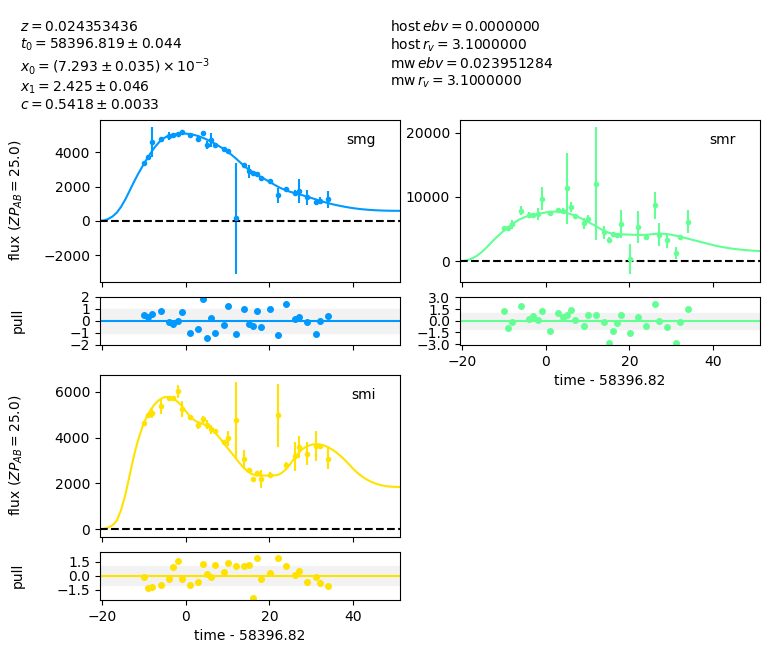 z = 0.024353436
t₀ = 58396.819 ± 0.044
x₀ = (7.293 ± 0.035) × 10⁻³
x₁ = 2.425 ± 0.046
c = 0.5418 ± 0.0033
host ebv = 0.0000000
host r_v = 3.1000000
mw ebv = 0.023951284
mw r_v = 3.1000000
smg
flux (ZP_AB = 25.0)
4000
2000
0
−2000
smr
20000
10000
0
pull
2
1
0
−1
−2
3.0
1.5
0.0
−1.5
−3.0
−20
0
20
40
time - 58396.82
smi
flux (ZP_AB = 25.0)
6000
4000
2000
0
pull
1.5
0.0
−1.5
−20
0
20
40
time - 58396.82